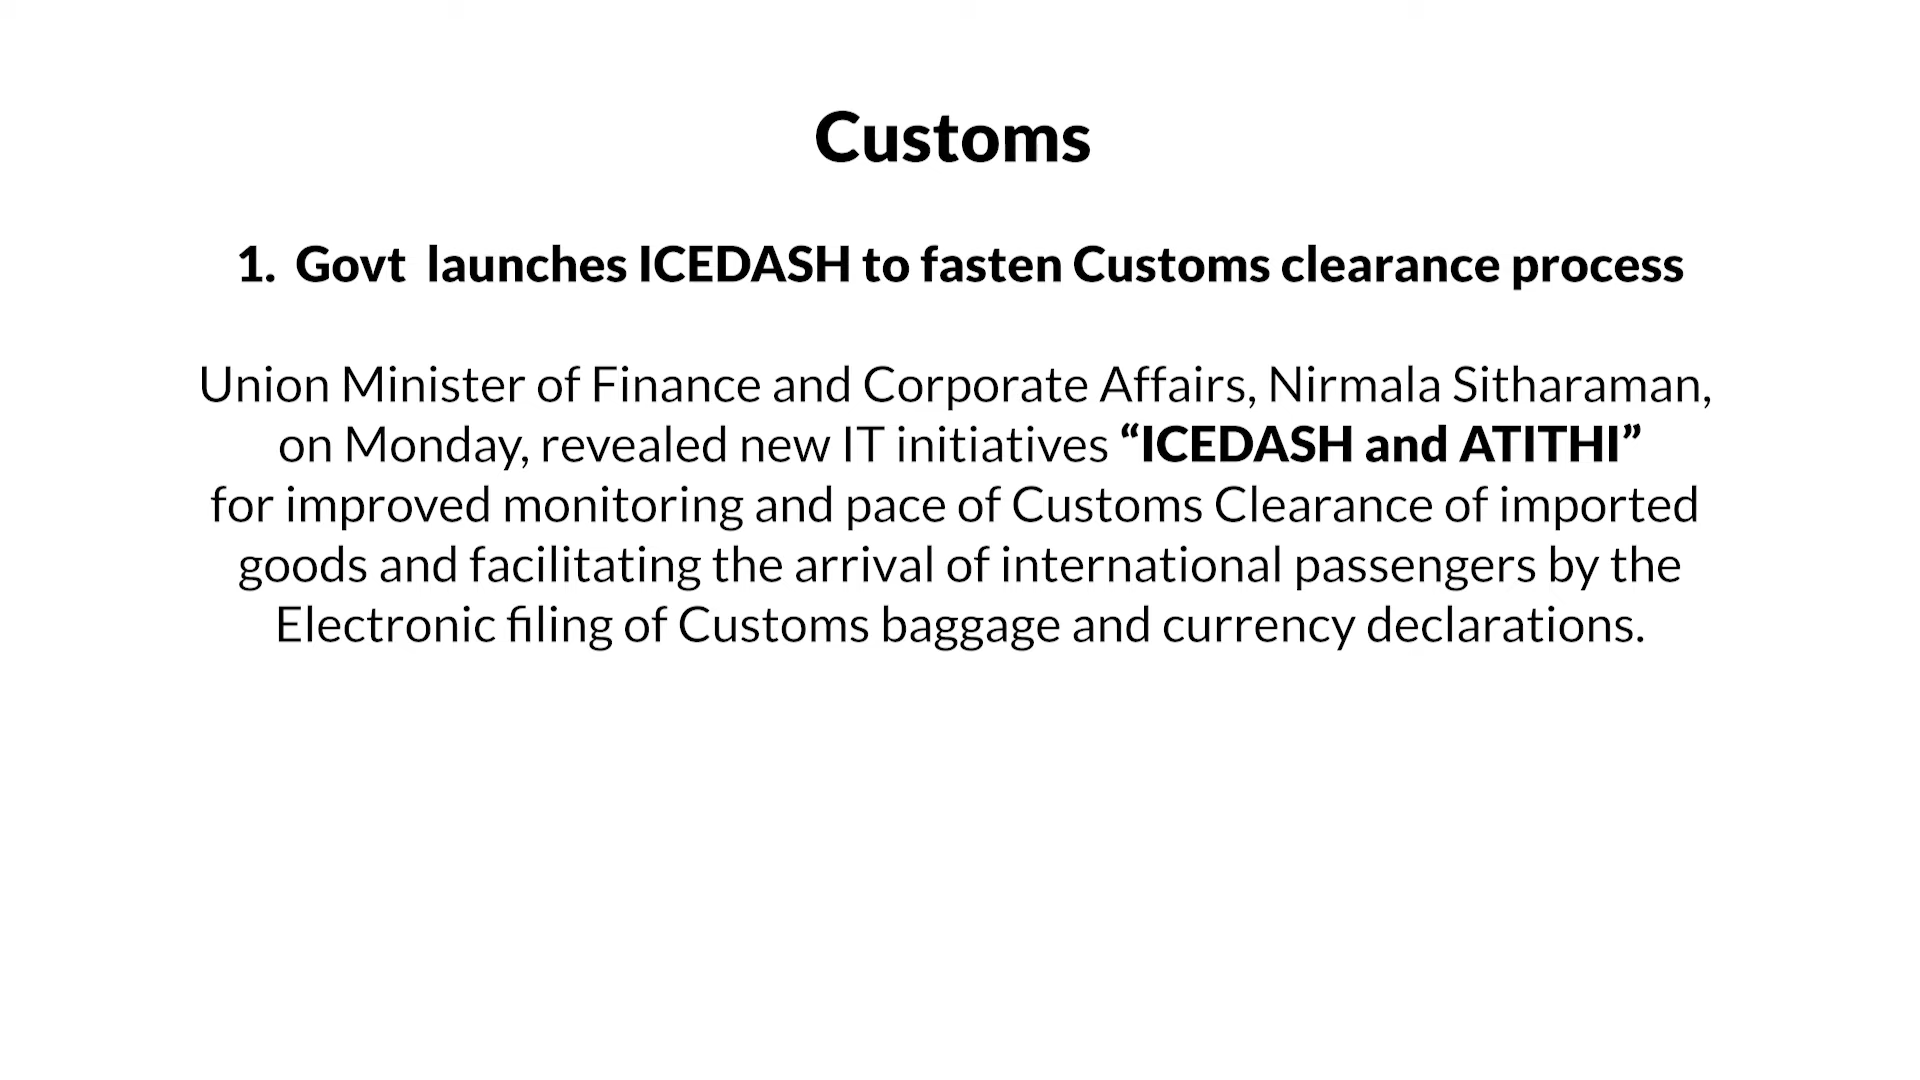 Customs
1. Govt launches ICEDASH to fasten Customs clearance process
Union Minister of Finance and Corporate Affairs, Nirmala Sitharaman,
on Monday, revealed new IT initiatives “ICEDASH and ATITHI”
for improved monitoring and pace of Customs Clearance of imported
goods and facilitating the arrival of international passengers by the
Electronic filing of Customs baggage and currency declarations.